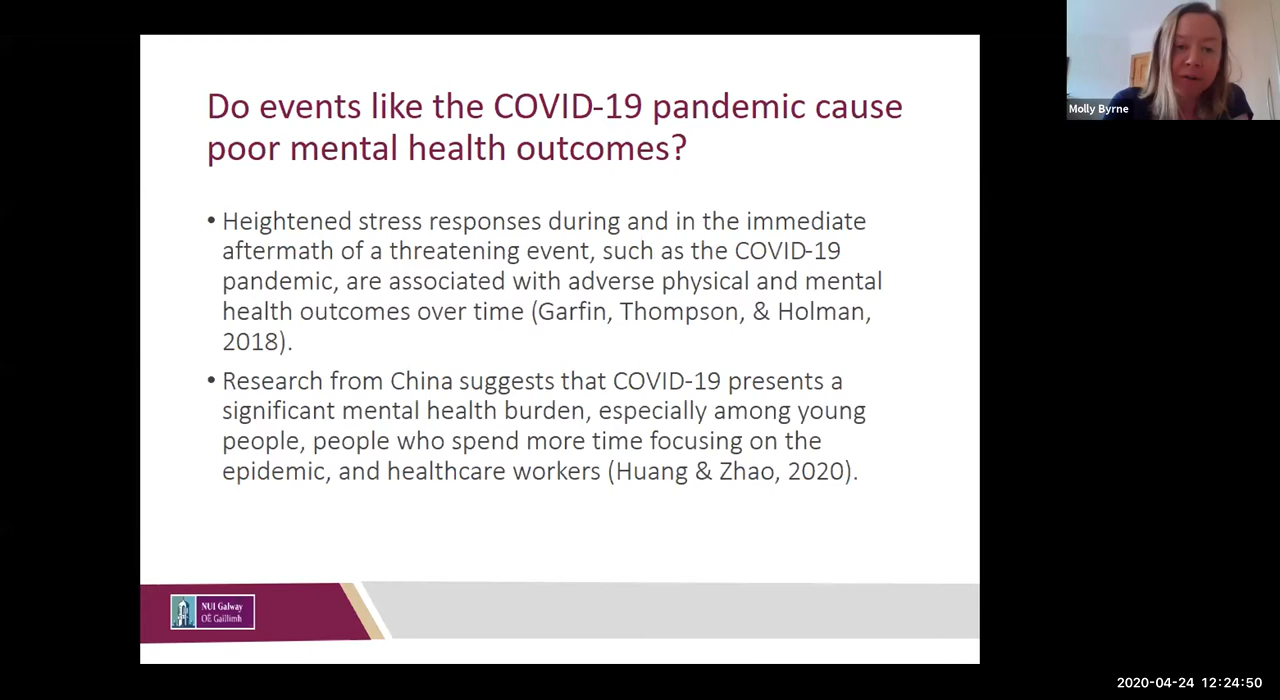 Do events like the COVID-19 pandemic cause
poor mental health outcomes?
Molly Byrne
• Heightened stress responses during and in the immediate
aftermath of a threatening event, such as the COVID-19
pandemic, are associated with adverse physical and mental
health outcomes over time (Garfin, Thompson, & Holman,
2018).
• Research from China suggests that COVID-19 presents a
significant mental health burden, especially among young
people, people who spend more time focusing on the
epidemic, and healthcare workers (Huang & Zhao, 2020).
NUI Galway
OÉ Gaillimh
2020-04-24 12:24:50